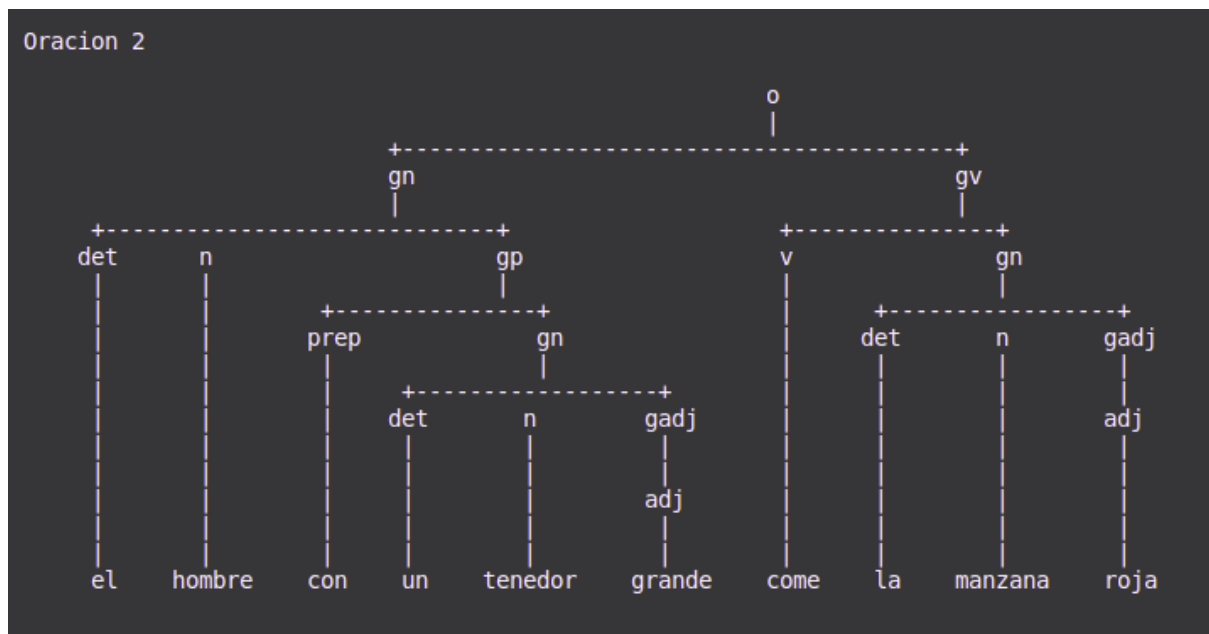 Oracion 2
o
gn gv
det n gp v gn
prep gn det n gadj
det n gadj adj
adj
el hombre con un tenedor grande come la manzana roja